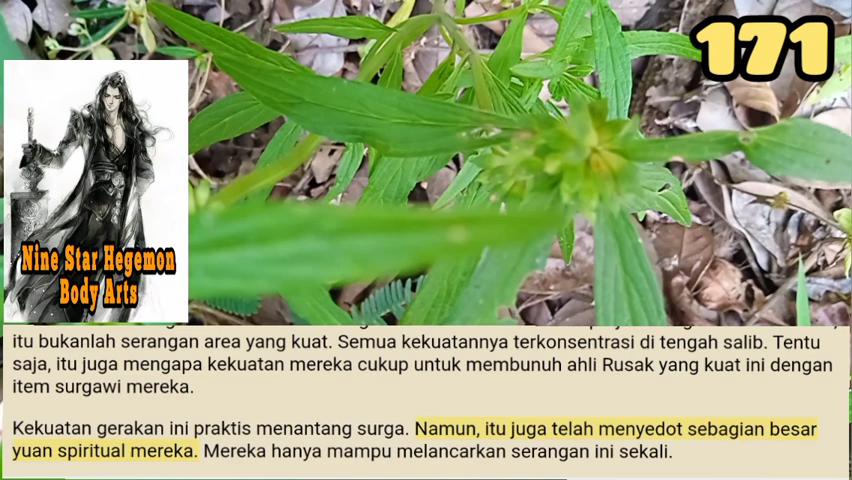 171
Nine Star Hegemon
Body Arts
itu bukanlah serangan area yang kuat. Semua kekuatannya terkonsentrasi di tengah salib. Tentu
saja, itu juga mengapa kekuatan mereka cukup untuk membunuh ahli Rusak yang kuat ini dengan
item surgawi mereka.
Kekuatan gerakan ini praktis menantang surga. Namun, itu juga telah menyedot sebagian besar
yuan spiritual mereka. Mereka hanya mampu melancarkan serangan ini sekali.